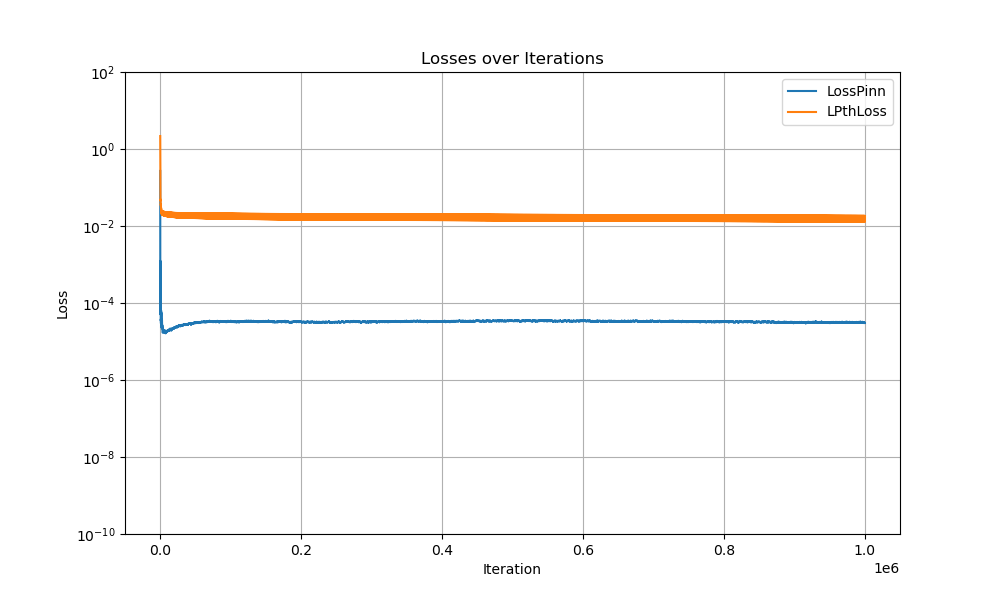 Losses over Iterations
LossPinn
LPthLoss
Loss
10²
10⁰
10⁻²
10⁻⁴
10⁻⁶
10⁻⁸
10⁻¹⁰
0.0 0.2 0.4 0.6 0.8 1.0
1e6
Iteration